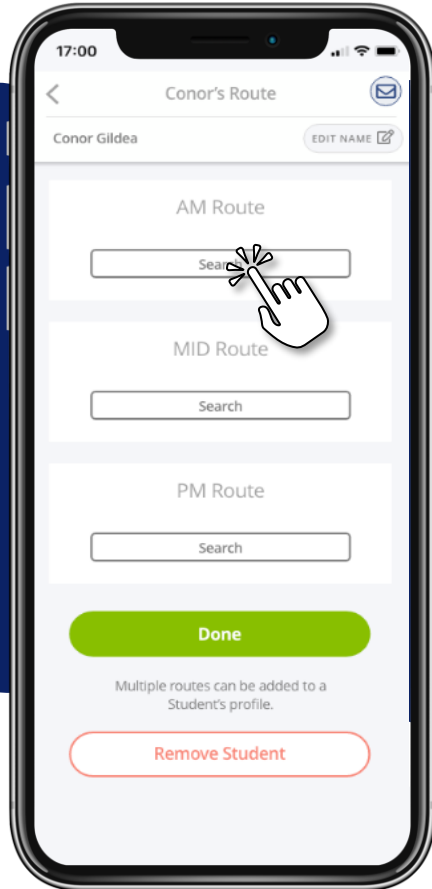 17:00
Conor's Route
Conor Gildea
EDIT NAME
AM Route
Search
MID Route
Search
PM Route
Search
Done
Multiple routes can be added to a
Student's profile.
Remove Student